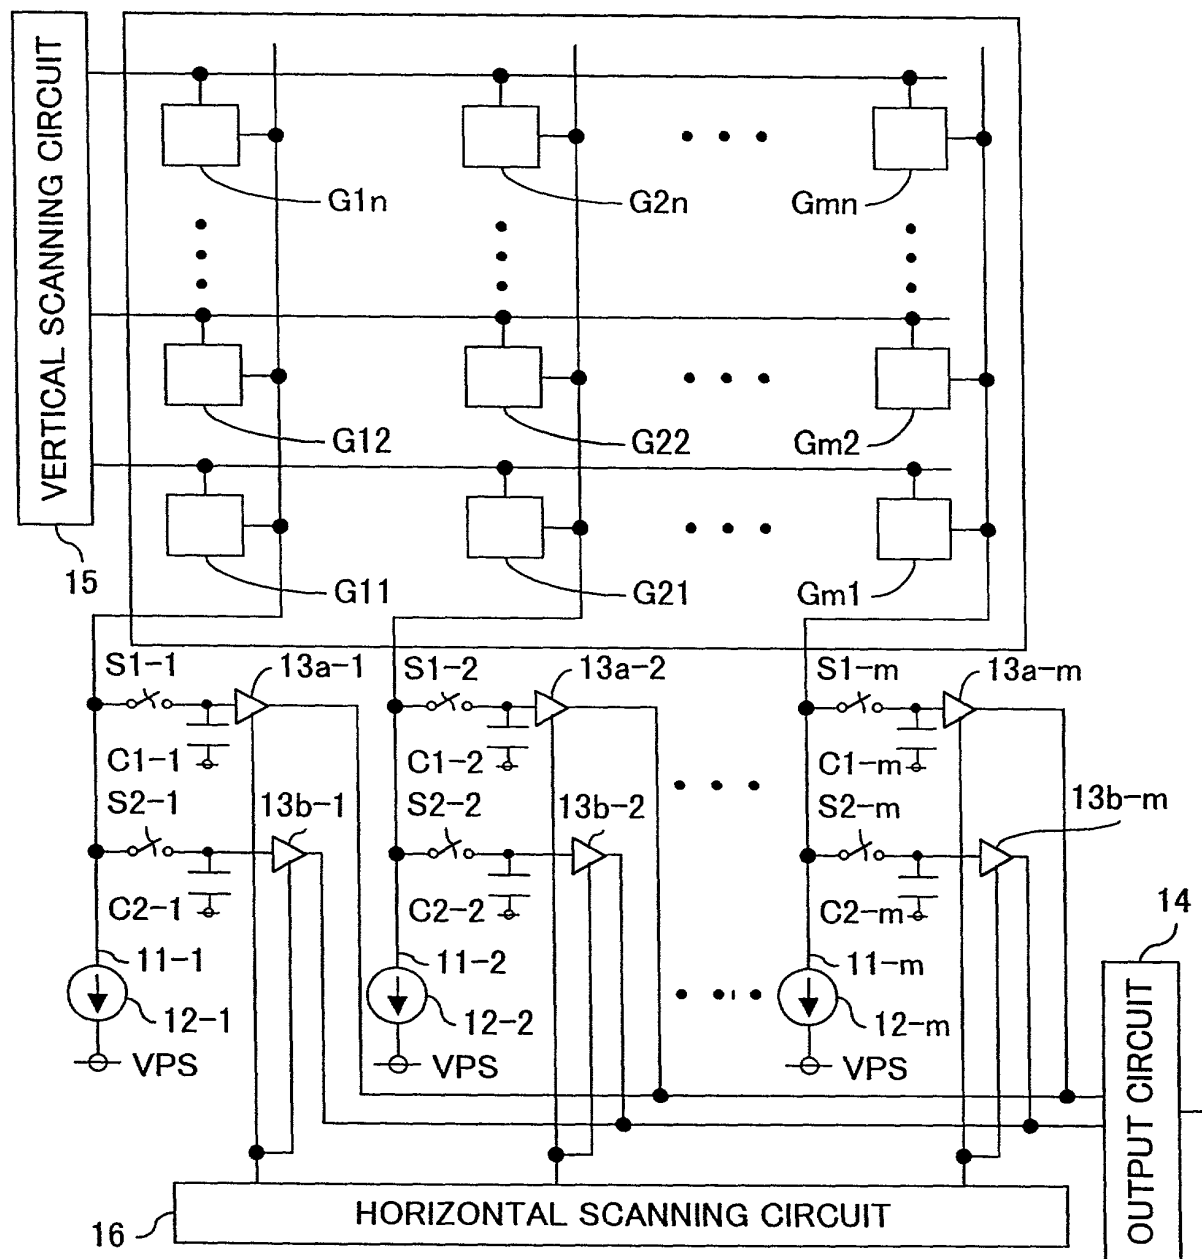 VERTICAL SCANNING CIRCUIT
15
G1n
G2n
Gmn
G12
G22
Gm2
G11
G21
Gm1
S1-1
13a-1
S1-2
13a-2
S1-m
13a-m
C1-1
C1-2
C1-m
S2-1
13b-1
S2-2
13b-2
S2-m
13b-m
C2-1
C2-2
C2-m
11-1
11-2
11-m
14
12-1
12-2
12-m
VPS
VPS
VPS
OUTPUT CIRCUIT
HORIZONTAL SCANNING CIRCUIT
16